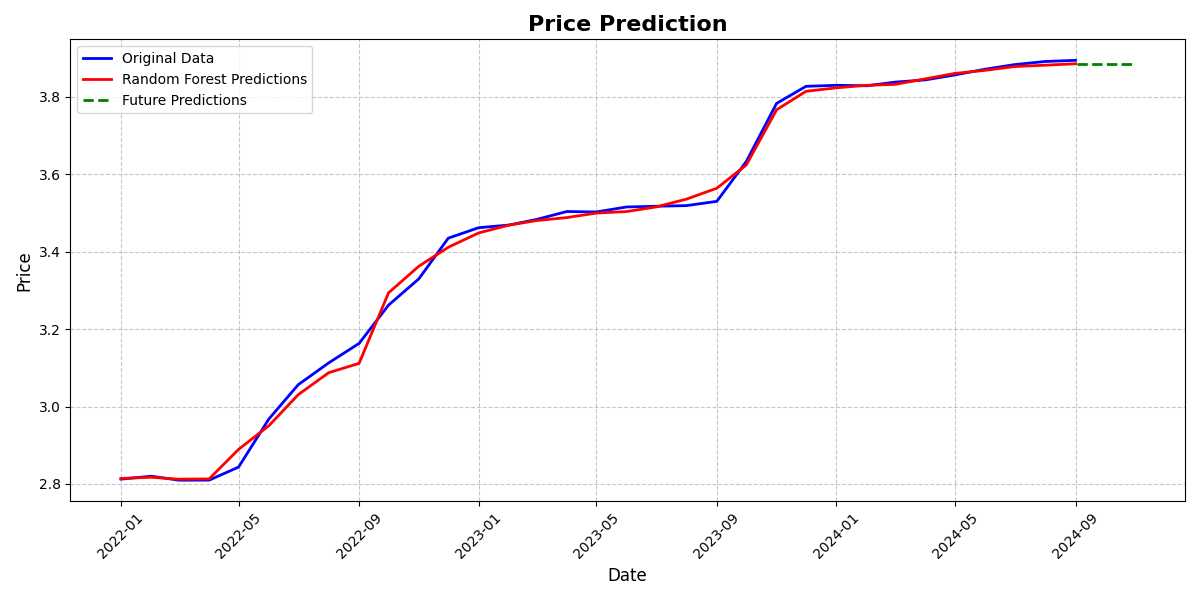 Price Prediction
Original Data
Random Forest Predictions
Future Predictions
Price
3.8
3.6
3.4
3.2
3.0
2.8
2022-01
2022-05
2022-09
2023-01
2023-05
2023-09
2024-01
2024-05
2024-09
Date